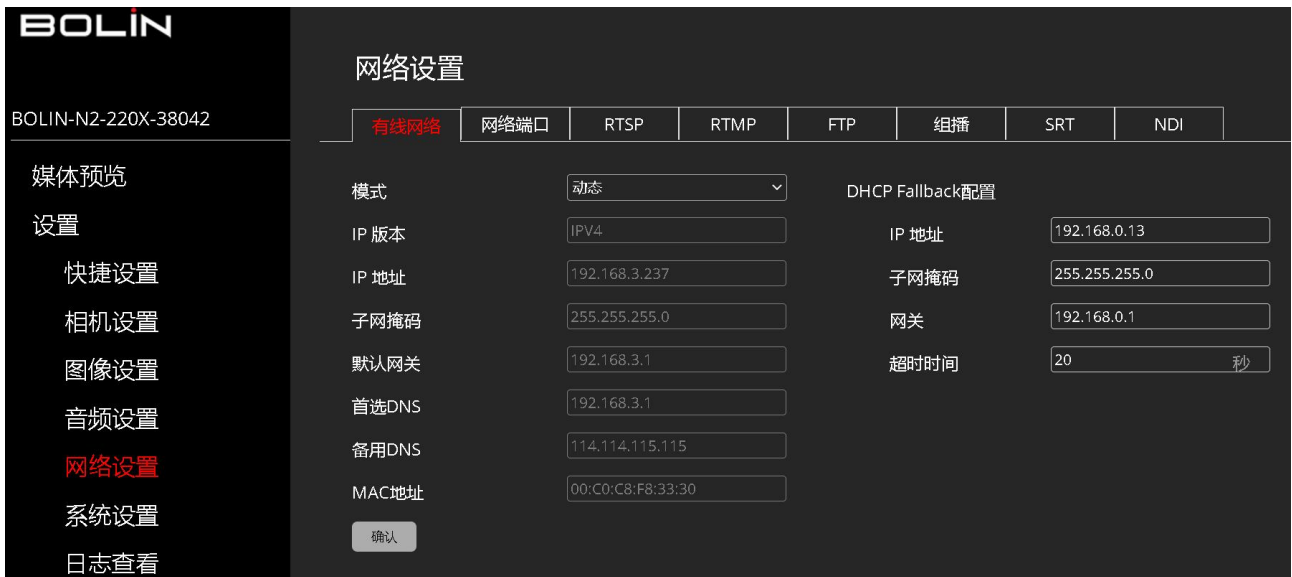 BOLIN
BOLIN-N2-220X-38042
媒体预览
设置
快捷设置
相机设置
图像设置
音频设置
网络设置
系统设置
日志查看
网络设置
有线网络 网络端口 RTSP RTMP FTP 组播 SRT NDI
模式 动态 DHCP Fallback配置
IP 版本 IPV4 IP 地址 192.168.0.13
IP 地址 192.168.3.237 子网掩码 255.255.255.0
子网掩码 255.255.255.0 网关 192.168.0.1
默认网关 192.168.3.1 超时时间 20 秒
首选DNS 192.168.3.1
备用DNS 114.114.115.115
MAC地址 00:C0:C8:F8:33:30
确认